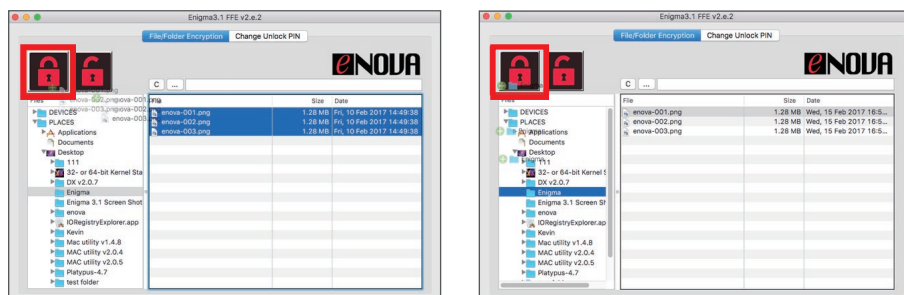 Enigma3.1 FFE v2.e.2
File/Folder Encryption Change Unlock PIN
eNOVA
C ...
Files File Size Date
enova-001.png 1.28 MB Fri, 10 Feb 2017 14:49:38
enova-002.png 1.28 MB Fri, 10 Feb 2017 14:49:38
enova-003.png 1.28 MB Fri, 10 Feb 2017 14:49:38
DEVICES
PLACES
Applications
Documents
Desktop
111
32- or 64-bit Kernel Sta
DX v2.0.7
Enigma
Enigma 3.1 Screen Shot
enova
IORegistryExplorer.app
Kevin
Mac utility v1.4.8
MAC utility v2.0.4
MAC utility v2.0.5
Platypus-4.7
test folder
Enigma3.1 FFE v2.e.2
File/Folder Encryption Change Unlock PIN
eNOVA
C ...
File Size Date
enova-001.png 1.28 MB Wed, 15 Feb 2017 16:5...
enova-002.png 1.28 MB Wed, 15 Feb 2017 16:5...
enova-003.png 1.28 MB Wed, 15 Feb 2017 16:5...
DEVICES
PLACES
Applications
Documents
Desktop
111
32- or 64-bit Kernel S
DX v2.0.7
Enigma
Enigma 3.1 Screen Sh
enova
IORegistryExplorer.ap
Kevin
Mac utility v1.4.8
MAC utility v2.0.4
MAC utility v2.0.5
Platypus-4.7